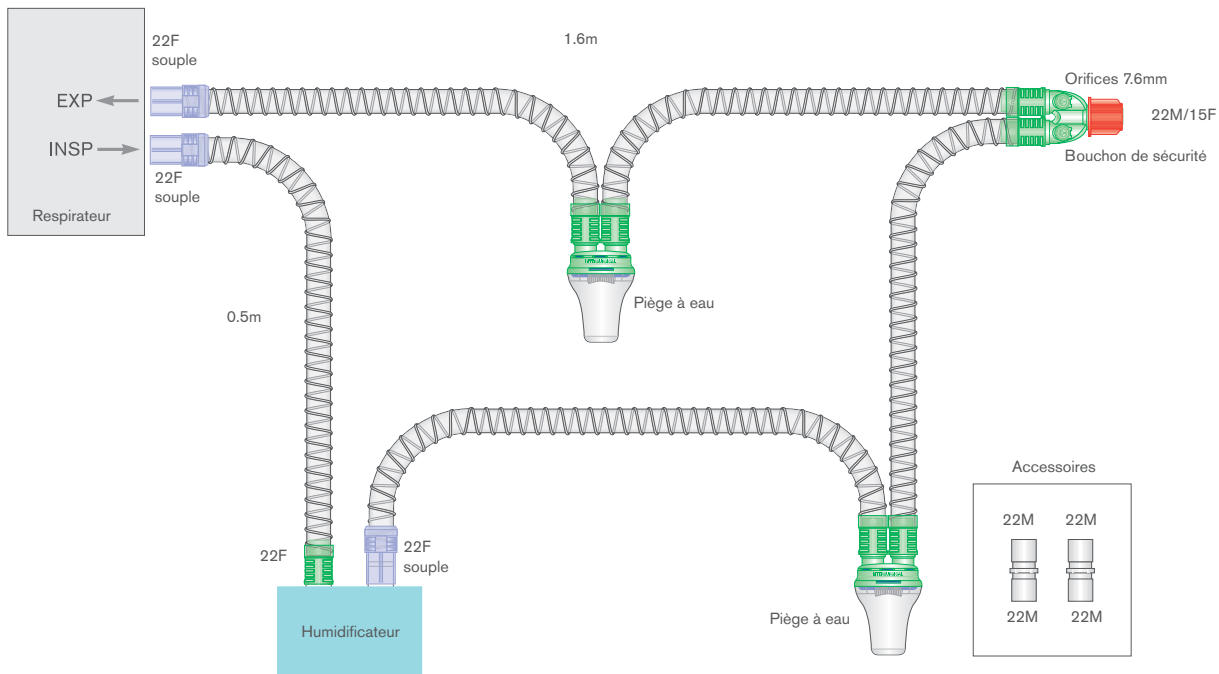 22F
souple
1.6m
EXP
Orifices 7.6mm
22M/15F
INSP
Bouchon de sécurité
22F
souple
Respirateur
Piège à eau
0.5m
Accessoires
22M 22M
22F
22F
souple
22M 22M
Piège à eau
Humidificateur